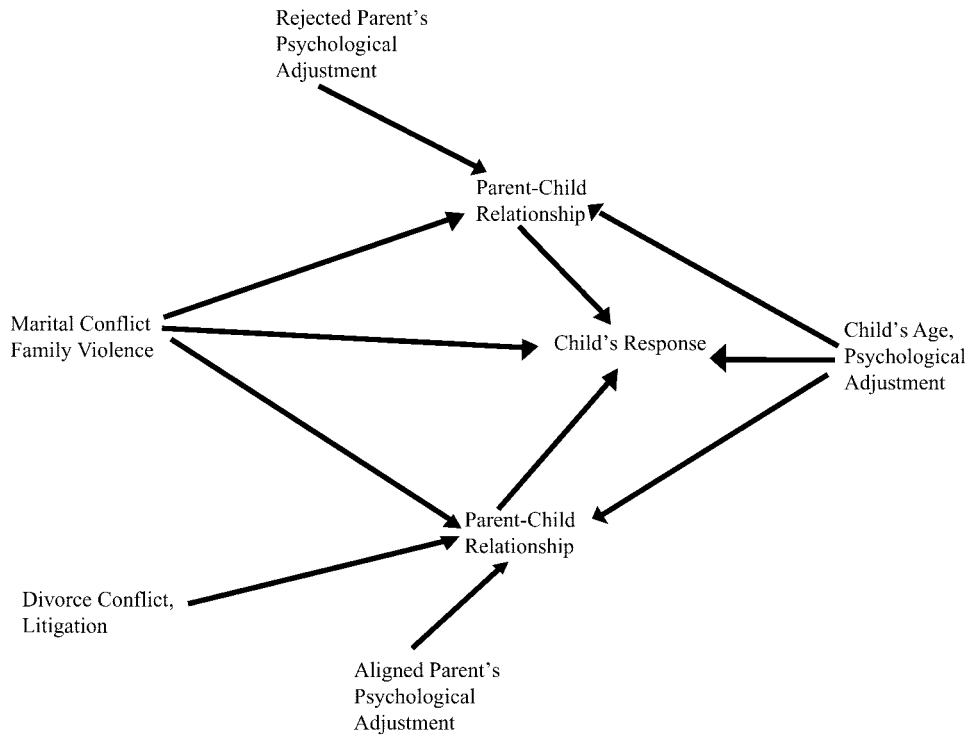 Rejected Parent's
Psychological
Adjustment
Parent-Child
Relationship
Marital Conflict
Family Violence
Child's Response
Child's Age,
Psychological
Adjustment
Parent-Child
Relationship
Divorce Conflict,
Litigation
Aligned Parent's
Psychological
Adjustment